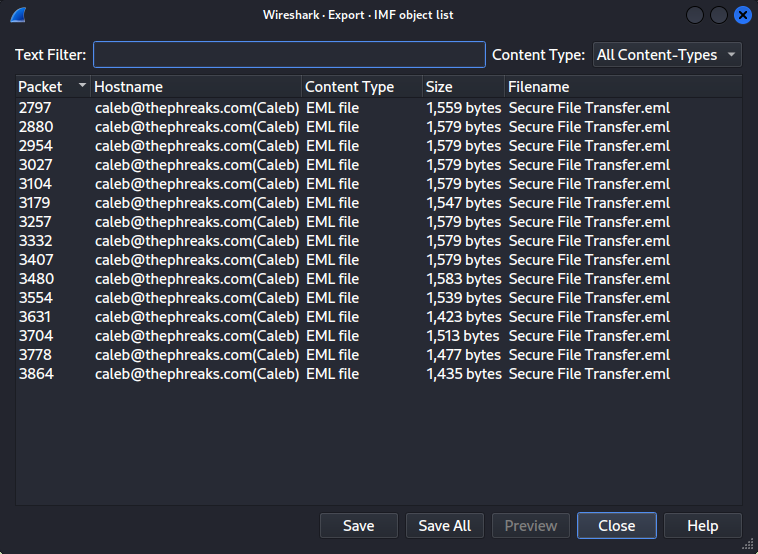 Wireshark · Export · IMF object list
Text Filter: Content Type: All Content-Types
Packet Hostname Content Type Size Filename
2797 caleb@thephreaks.com(Caleb) EML file 1,559 bytes Secure File Transfer.eml
2880 caleb@thephreaks.com(Caleb) EML file 1,579 bytes Secure File Transfer.eml
2954 caleb@thephreaks.com(Caleb) EML file 1,579 bytes Secure File Transfer.eml
3027 caleb@thephreaks.com(Caleb) EML file 1,579 bytes Secure File Transfer.eml
3104 caleb@thephreaks.com(Caleb) EML file 1,579 bytes Secure File Transfer.eml
3179 caleb@thephreaks.com(Caleb) EML file 1,547 bytes Secure File Transfer.eml
3257 caleb@thephreaks.com(Caleb) EML file 1,579 bytes Secure File Transfer.eml
3332 caleb@thephreaks.com(Caleb) EML file 1,579 bytes Secure File Transfer.eml
3407 caleb@thephreaks.com(Caleb) EML file 1,579 bytes Secure File Transfer.eml
3480 caleb@thephreaks.com(Caleb) EML file 1,583 bytes Secure File Transfer.eml
3554 caleb@thephreaks.com(Caleb) EML file 1,539 bytes Secure File Transfer.eml
3631 caleb@thephreaks.com(Caleb) EML file 1,423 bytes Secure File Transfer.eml
3704 caleb@thephreaks.com(Caleb) EML file 1,513 bytes Secure File Transfer.eml
3778 caleb@thephreaks.com(Caleb) EML file 1,477 bytes Secure File Transfer.eml
3864 caleb@thephreaks.com(Caleb) EML file 1,435 bytes Secure File Transfer.eml
Save Save All Preview Close Help